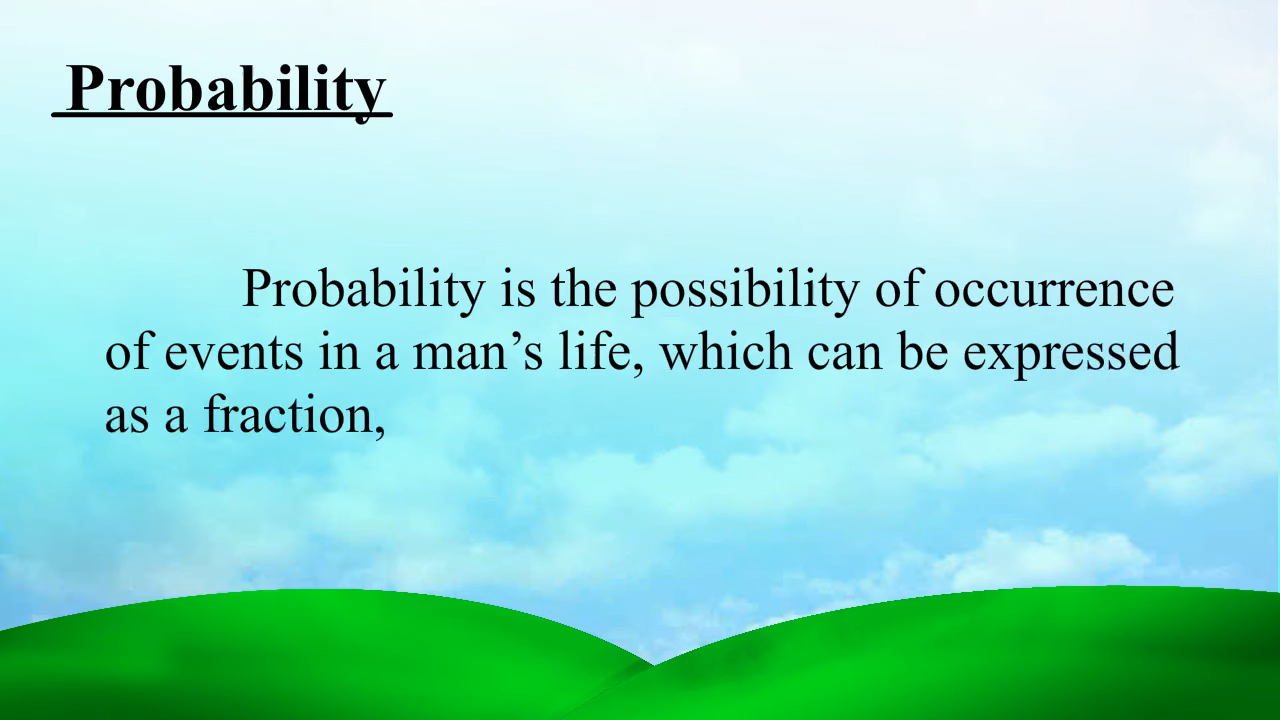 Probability
Probability is the possibility of occurrence
of events in a man’s life, which can be expressed
as a fraction,